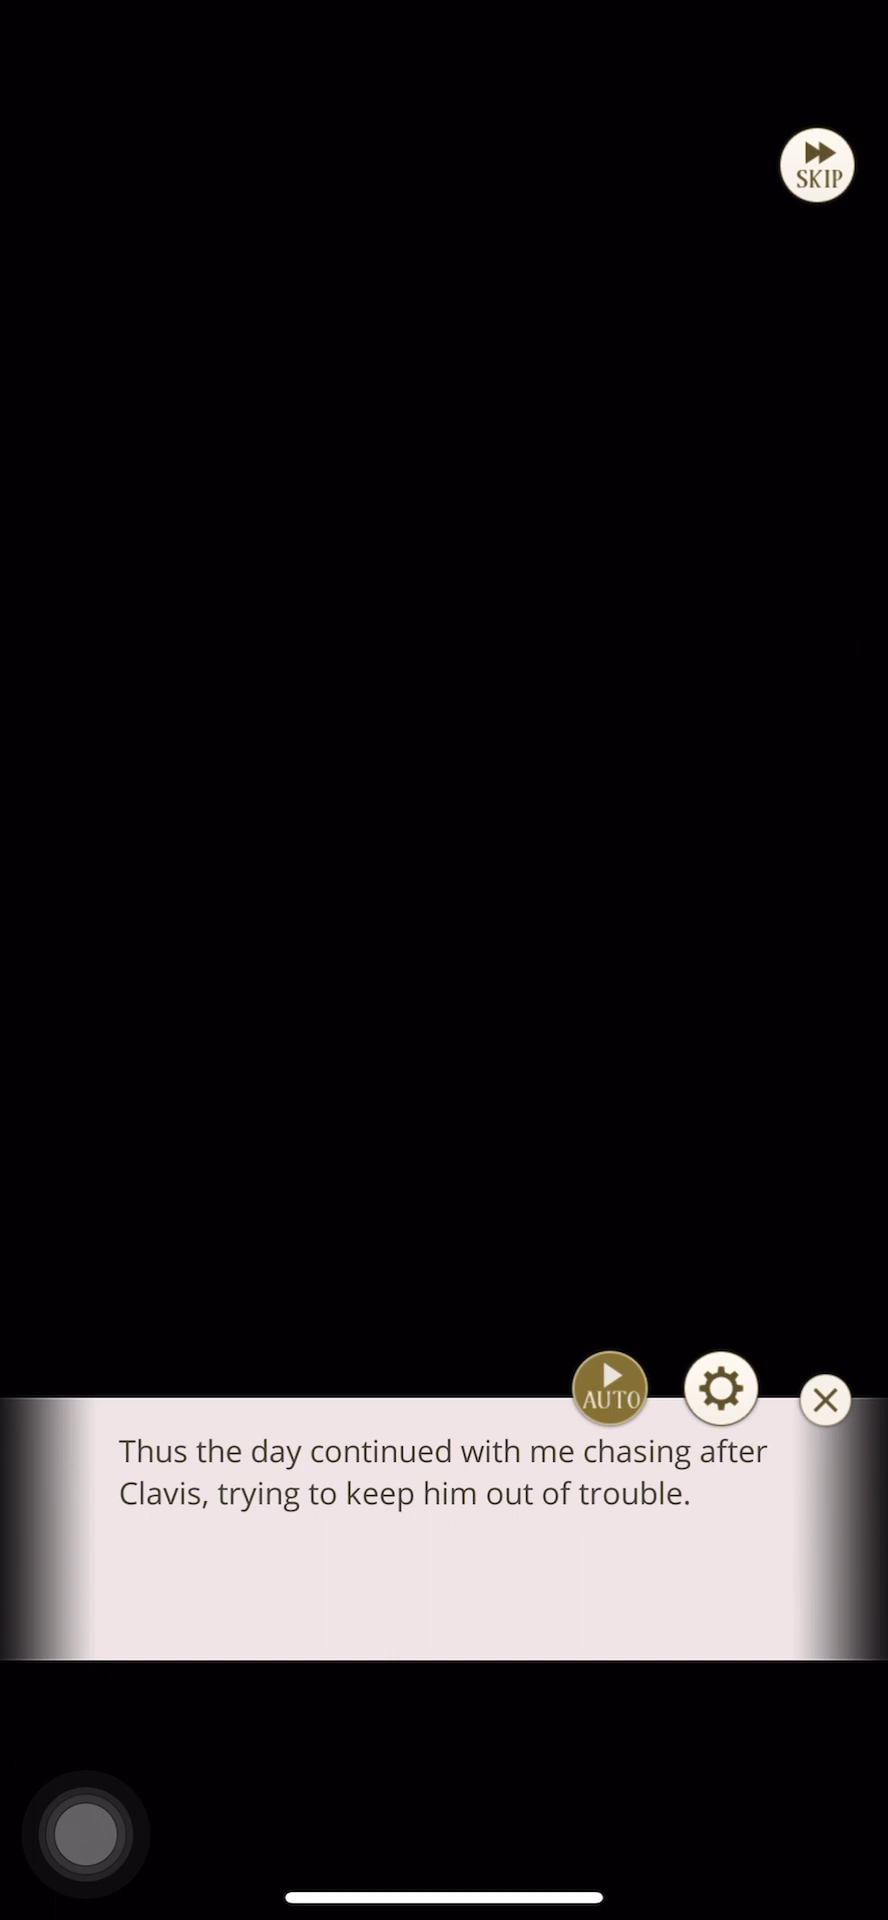 SKIP
AUTO
Thus the day continued with me chasing after
Clavis, trying to keep him out of trouble.